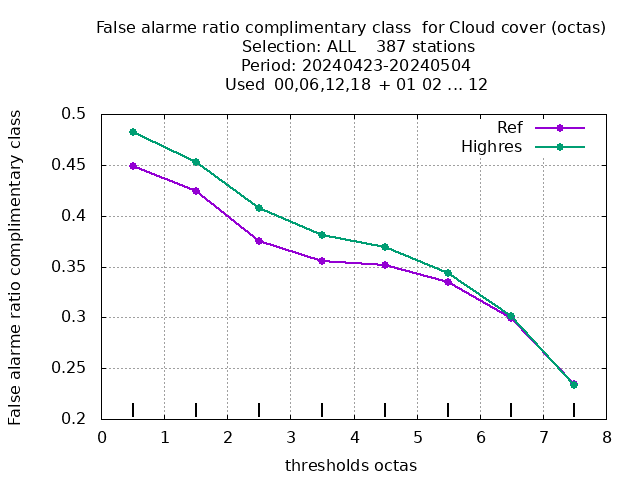 False alarme ratio complimentary class  for Cloud cover (octas)
Selection: ALL    387 stations
Period: 20240423-20240504
Used  00,06,12,18 + 01 02 ... 12
False alarme ratio complimentary class
0.5
0.45
0.4
0.35
0.3
0.25
0.2
Ref
Highres
0 1 2 3 4 5 6 7 8
thresholds octas